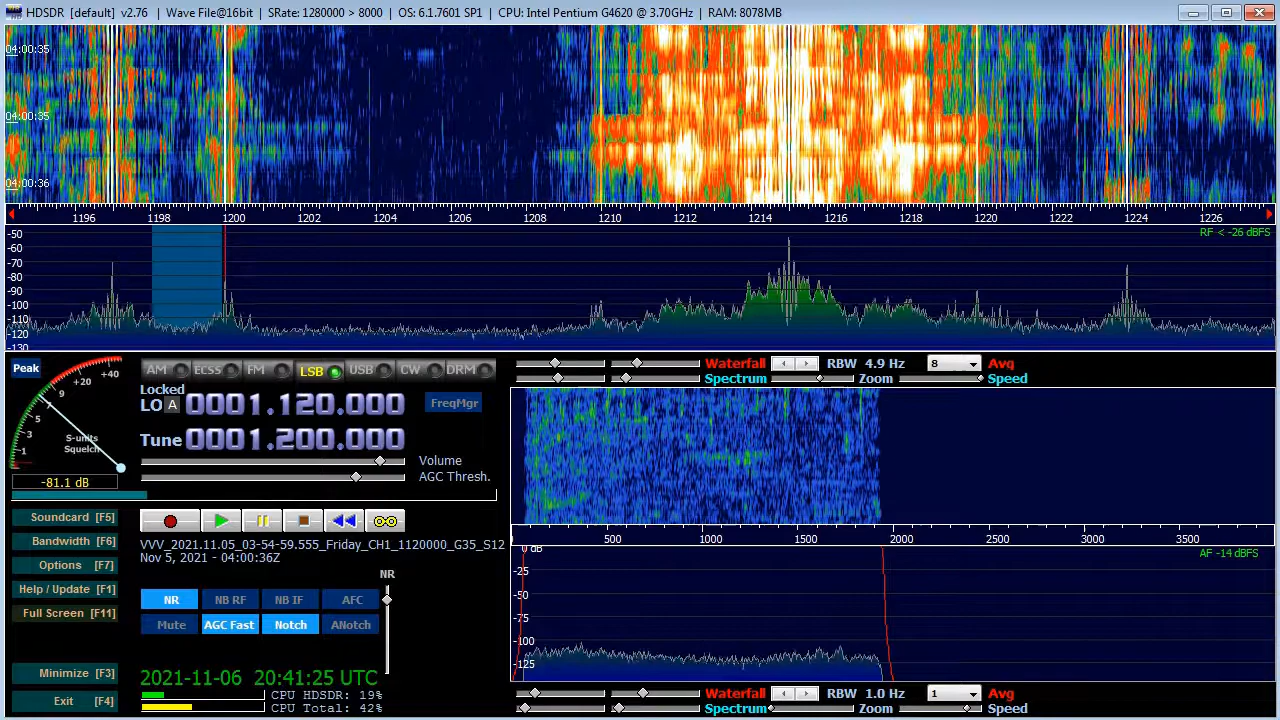 HDSDR [default] v2.76 | Wave File@16bit | SRate: 1280000 > 8000 | OS: 6.1.7601 SP1 | CPU: Intel Pentium G4620 @ 3.70GHz | RAM: 8078MB
04:00:35
04:00:35
04:00:36
1196 1198 1200 1202 1204 1206 1208 1210 1212 1214 1216 1218 1220 1222 1224 1226
RF < -26 dBFS
-50
-60
-70
-80
-90
-100
-110
-120
-130
Peak
+40
+20
9
7
5
3
1
S-units
Squelch
-81.1 dB
AM ECSS FM LSB USB CW DRM
Locked
LO A 0001.120.000
FreqMgr
Tune 0001.200.000
Volume
AGC Thresh.
Waterfall RBW 4.9 Hz 8 Avg
Spectrum Zoom Speed
Soundcard [F5]
Bandwidth [F6]
Options [F7]
Help / Update [F1]
Full Screen [F11]
Minimize [F3]
Exit [F4]
VVV_2021.11.05_03-54-59.555_Friday_CH1_1120000_G35_S12
Nov 5, 2021 - 04:00:36Z
NR
NR NB RF NB IF AFC
Mute AGC Fast Notch ANotch
2021-11-06 20:41:25 UTC
CPU HDSDR: 19%
CPU Total: 42%
500 1000 1500 2000 2500 3000 3500
0 dB
AF -14 dBFS
-25
-50
-75
-100
-125
Waterfall RBW 1.0 Hz 1 Avg
Spectrum Zoom Speed